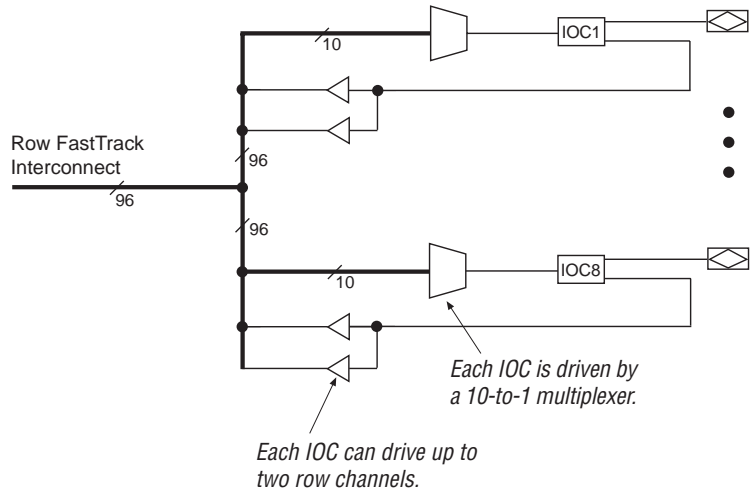 10
IOC1
Row FastTrack
Interconnect
96
96
96
10
IOC8
Each IOC is driven by
a 10-to-1 multiplexer.
Each IOC can drive up to
two row channels.